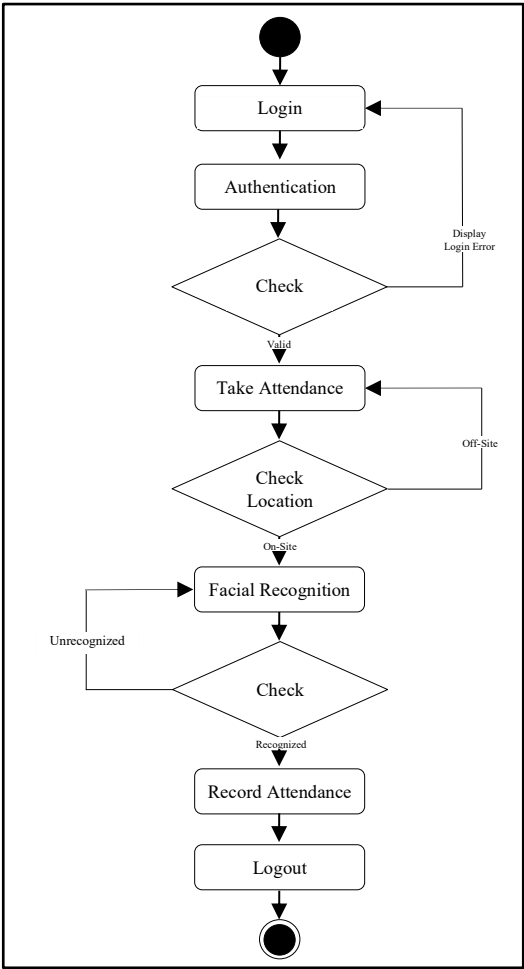 Login
Authentication
Display
Login Error
Check
Valid
Take Attendance
Off-Site
Check
Location
On-Site
Facial Recognition
Unrecognized
Check
Recognized
Record Attendance
Logout